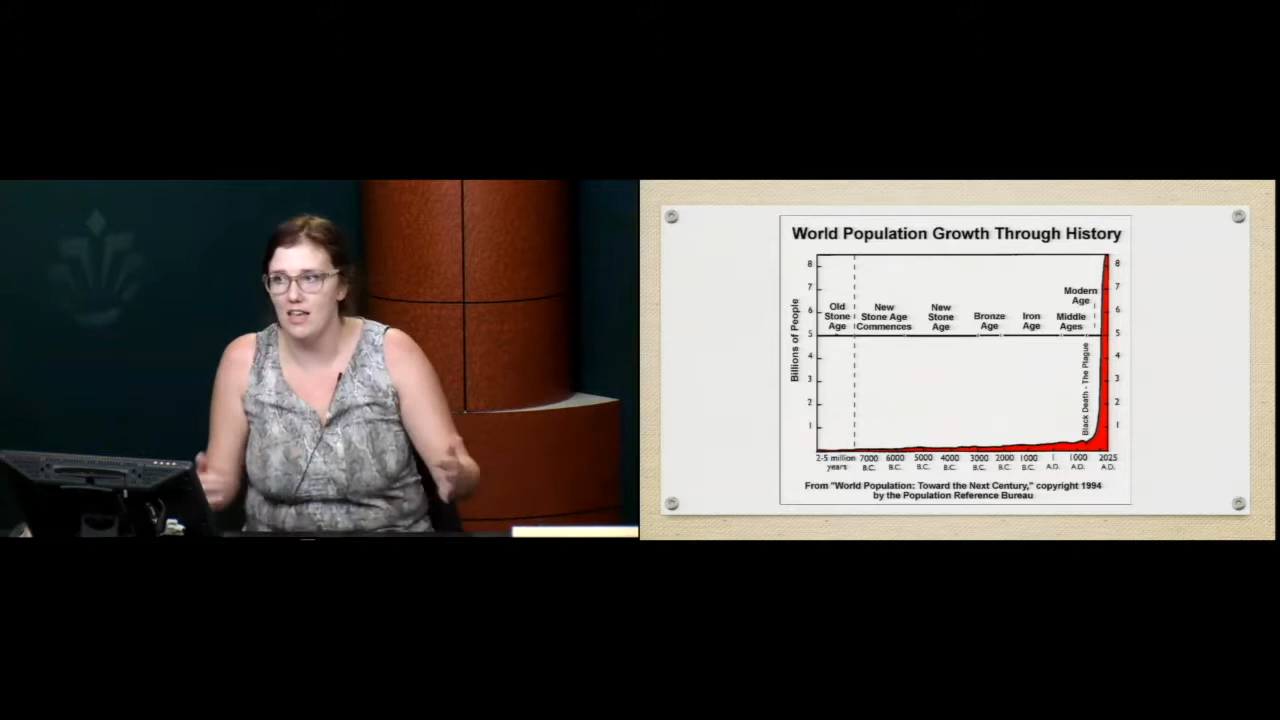 World Population Growth Through History
8
7
6
5
4
3
2
1
Billions of People
Old
Stone
Age
New
Stone Age
Commences
New
Stone
Age
Bronze
Age
Iron
Age
Middle
Ages
Modern
Age
Black Death - The Plague
8
7
6
5
4
3
2
1
2-5 million
years
7000
B.C.
6000
B.C.
5000
B.C.
4000
B.C.
3000
B.C.
2000
B.C.
1000
B.C.
1
A.D.
1000
A.D.
2025
A.D.
From "World Population: Toward the Next Century," copyright 1994
by the Population Reference Bureau